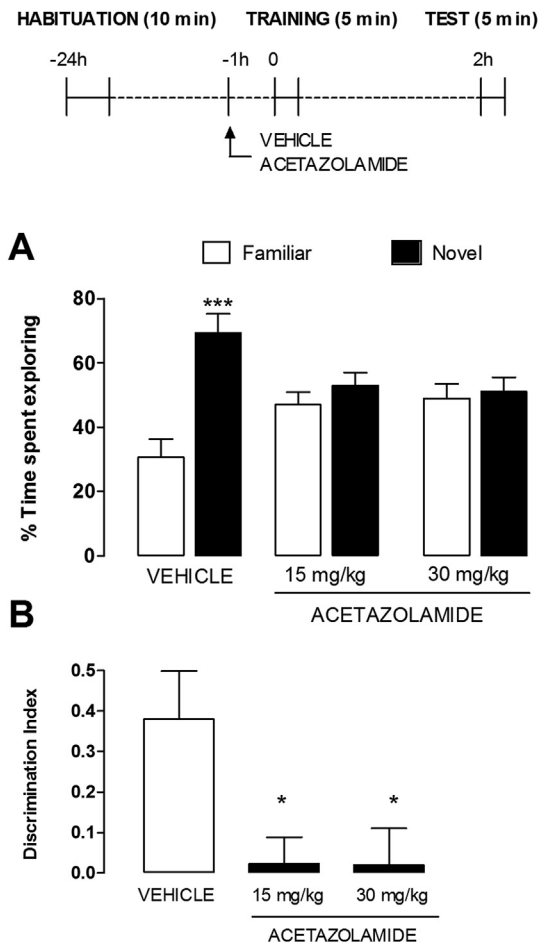 HABITUATION (10 min) TRAINING (5 min) TEST (5 min)
-24h -1h 0 2h
VEHICLE
ACETAZOLAMIDE
A
Familiar Novel
% Time spent exploring
80
60
40
20
0
***
VEHICLE 15 mg/kg 30 mg/kg
ACETAZOLAMIDE
B
Discrimination Index
0.5
0.4
0.3
0.2
0.1
0.0
* *
VEHICLE 15 mg/kg 30 mg/kg
ACETAZOLAMIDE